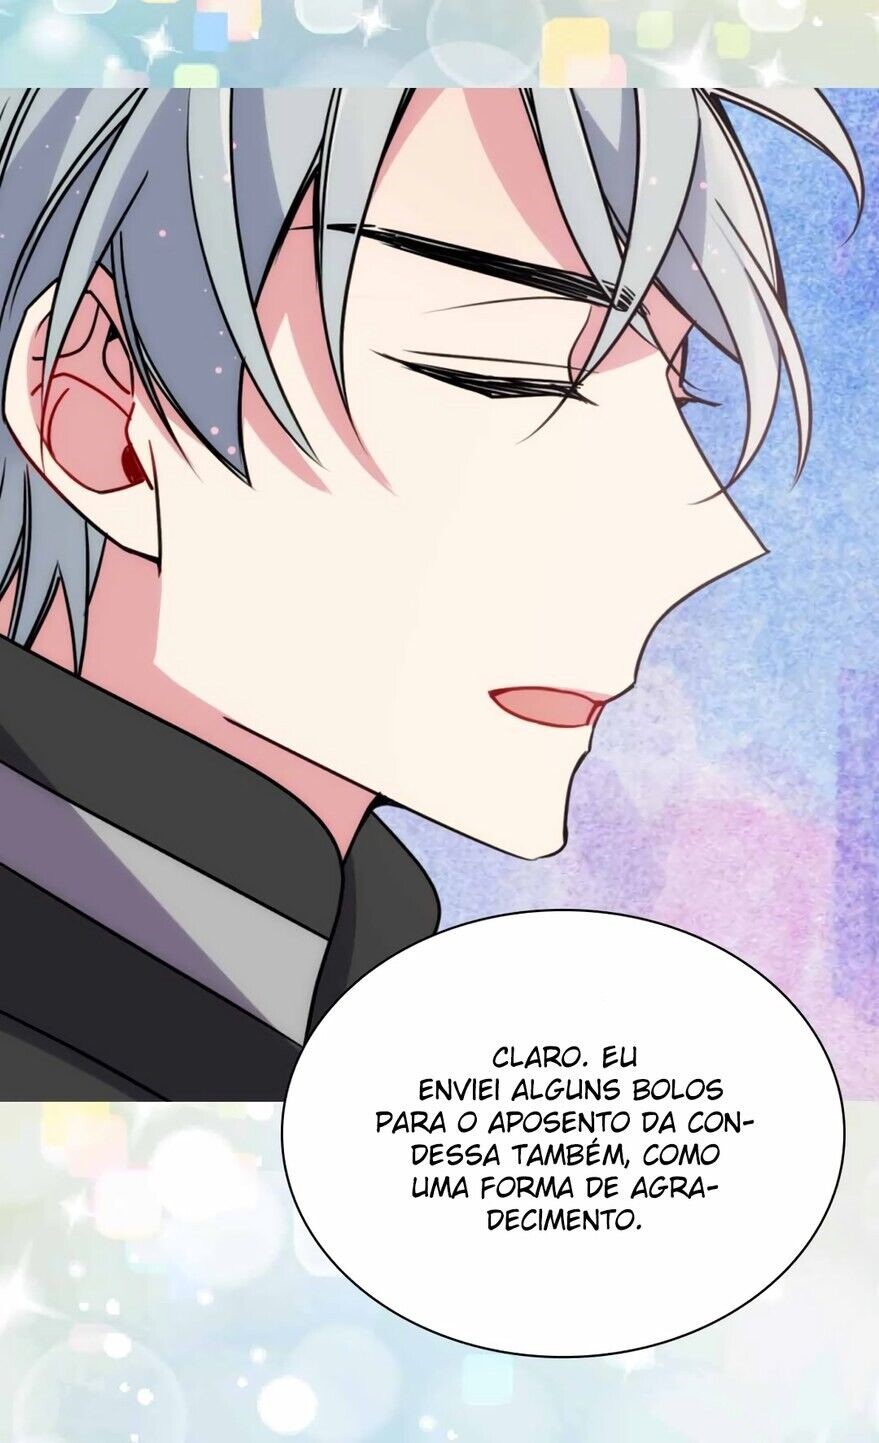 CLARO. EU
ENVIEI ALGUNS BOLOS
PARA O APOSENTO DA CON-
DESSA TAMBÉM, COMO
UMA FORMA DE AGRA-
DECIMENTO.